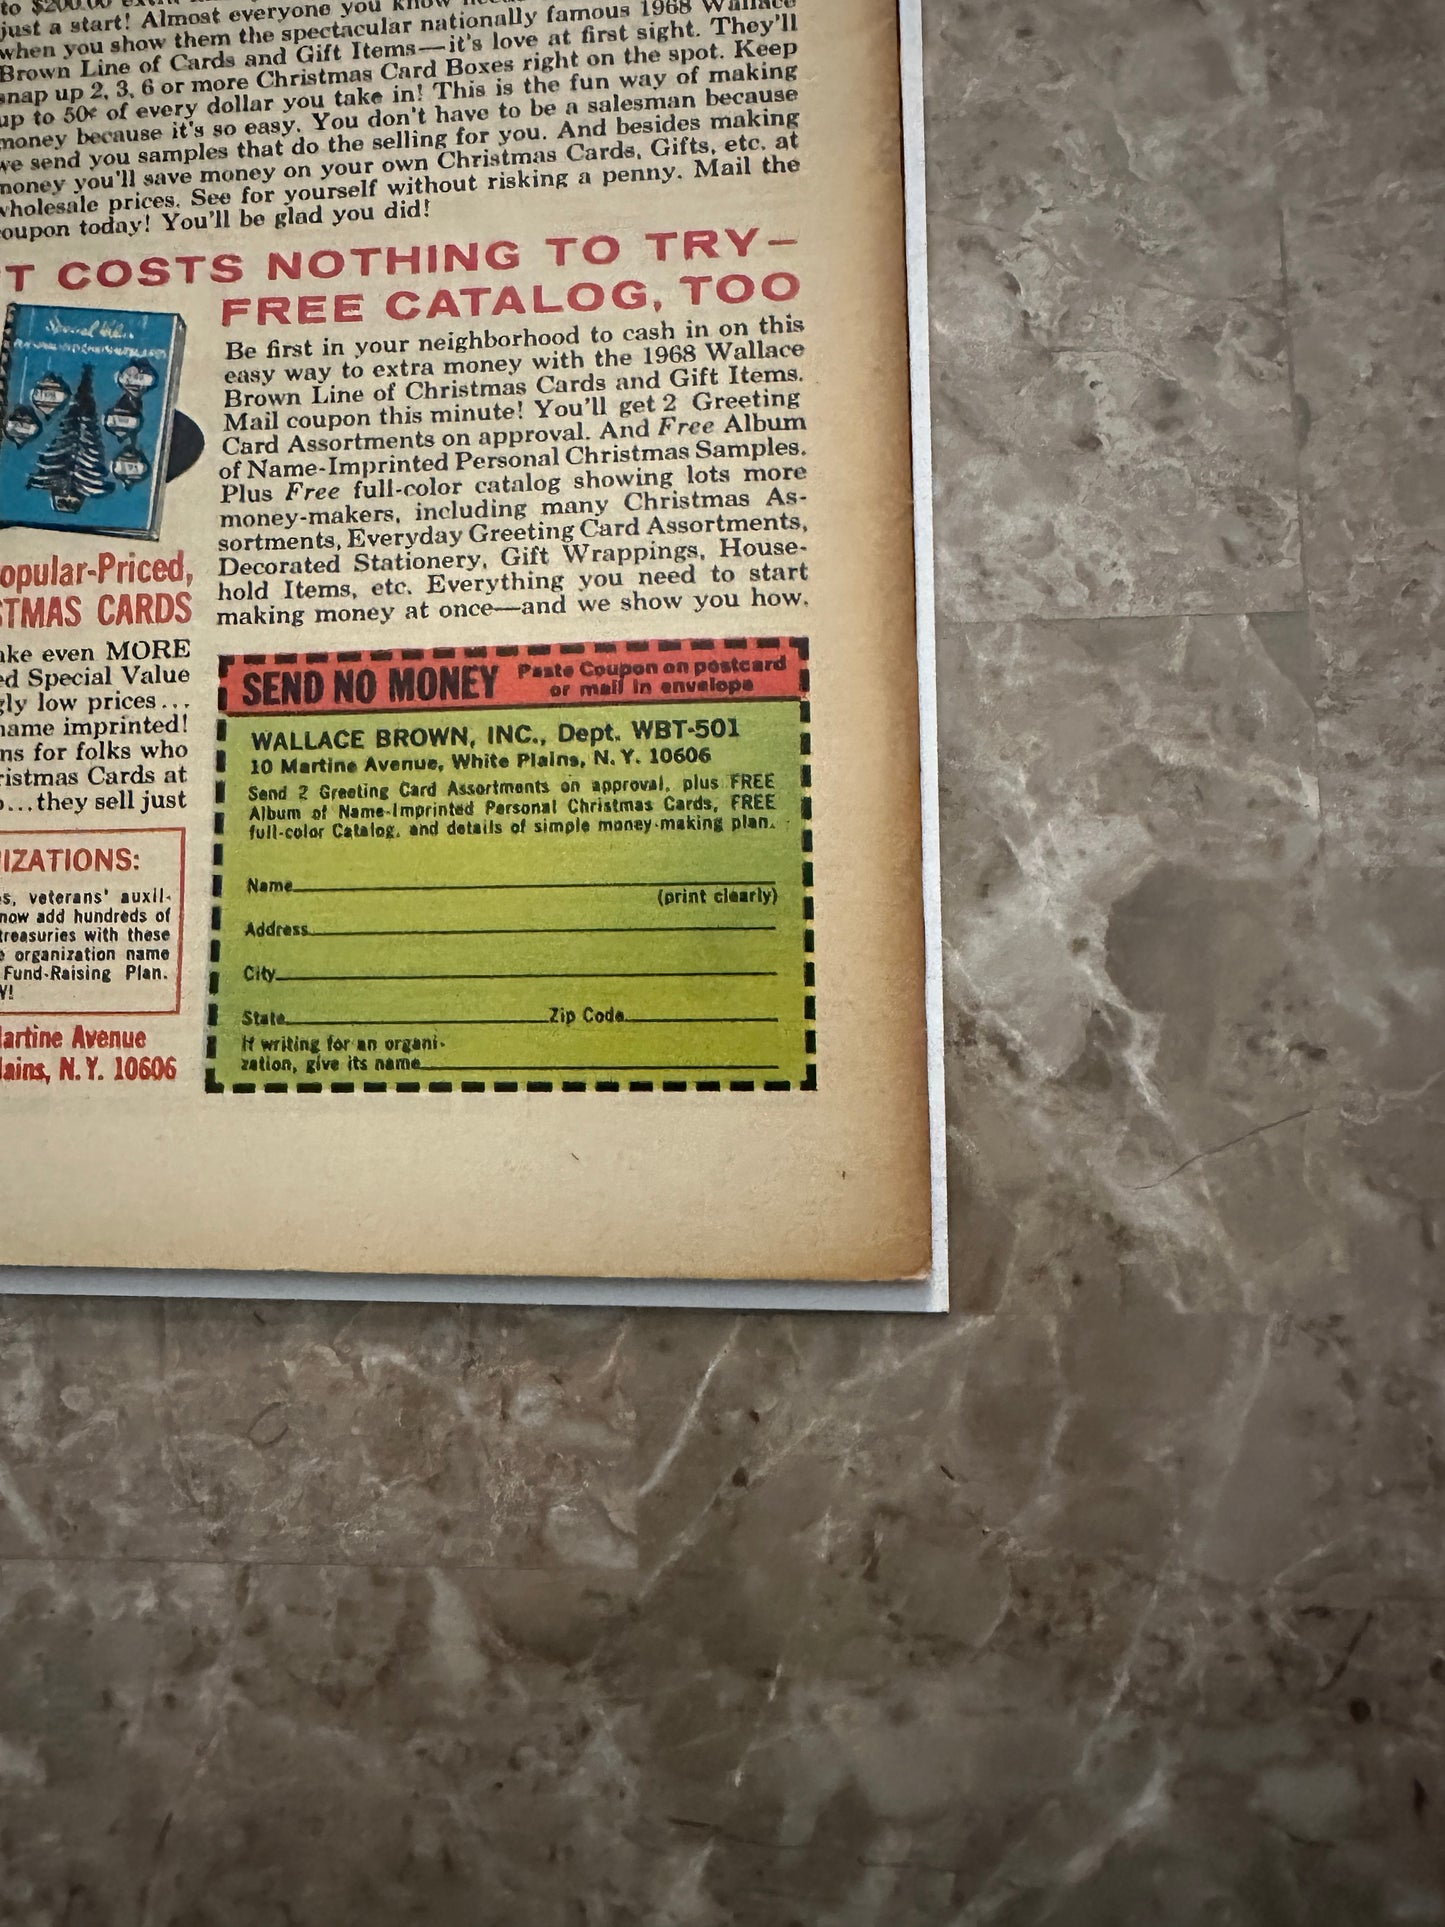 to $200.00
just a start! Almost everyone you know
when you show them the spectacular nationally famous 1968 Wallace
Brown Line of Cards and Gift Items—it's love at first sight. They'll
snap up 2, 3, 6 or more Christmas Card Boxes right on the spot. Keep
up to 50¢ of every dollar you take in! This is the fun way of making
money because it's so easy. You don't have to be a salesman because
we send you samples that do the selling for you. And besides making
money you'll save money on your own Christmas Cards, Gifts, etc. at
wholesale prices. See for yourself without risking a penny. Mail the
coupon today! You'll be glad you did!
T COSTS NOTHING TO TRY—
FREE CATALOG, TOO
Be first in your neighborhood to cash in on this
easy way to extra money with the 1968 Wallace
Brown Line of Christmas Cards and Gift Items.
Mail coupon this minute! You'll get 2 Greeting
Card Assortments on approval. And Free Album
of Name-Imprinted Personal Christmas Samples.
Plus Free full-color catalog showing lots more
money-makers, including many Christmas As-
sortments, Everyday Greeting Card Assortments,
Decorated Stationery, Gift Wrappings, House-
hold Items, etc. Everything you need to start
making money at once—and we show you how.
opular-Priced,
STMAS CARDS
ake even MORE
ed Special Value
gly low prices...
name imprinted!
ns for folks who
ristmas Cards at
o...they sell just
IZATIONS:
s, veterans' auxil-
now add hundreds of
treasuries with these
e organization name
Fund-Raising Plan.
Y!
artine Avenue
lains, N.Y. 10606
SEND NO MONEY
Paste Coupon on postcard
or mail in envelope
WALLACE BROWN, INC., Dept. WBT-501
10 Martine Avenue, White Plains, N.Y. 10606
Send 2 Greeting Card Assortments on approval, plus FREE
Album of Name-Imprinted Personal Christmas Cards, FREE
full-color Catalog, and details of simple money-making plan.
Name
(print clearly)
Address
City
State Zip Code
If writing for an organi-
zation, give its name